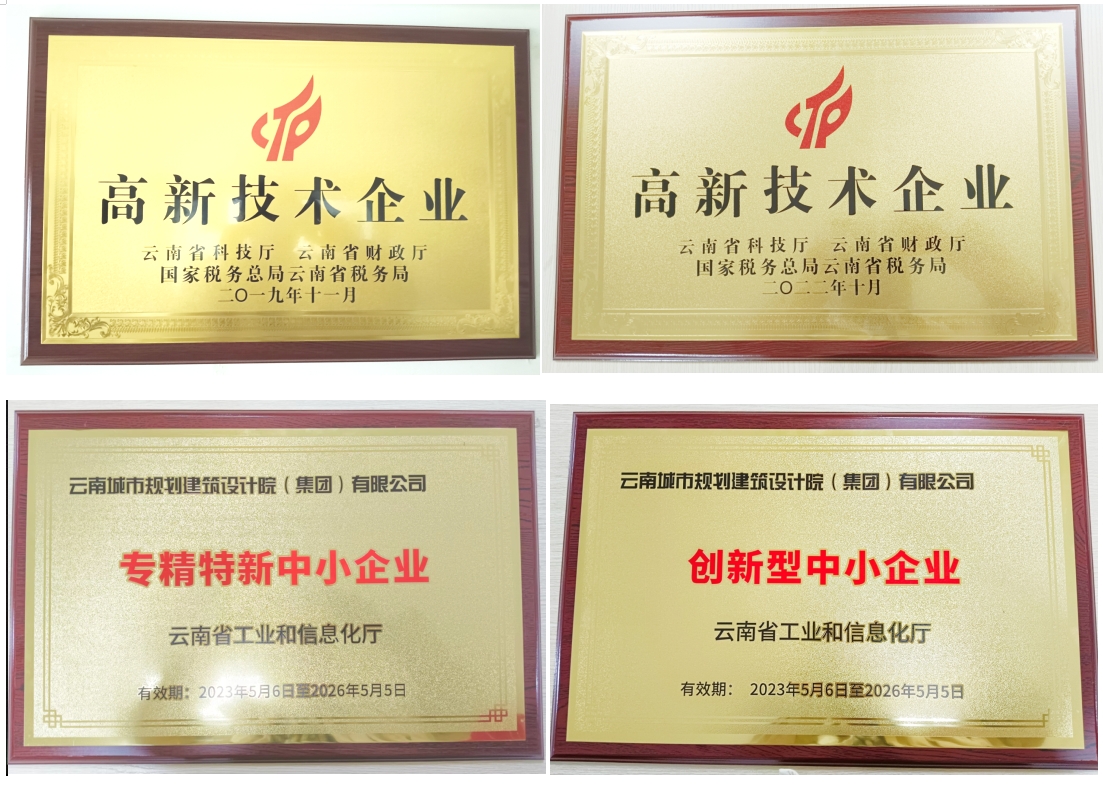 高新技术企业
云南省科技厅 云南省财政厅
国家税务总局云南省税务局
二〇一九年十一月
高新技术企业
云南省科技厅 云南省财政厅
国家税务总局云南省税务局
二〇二二年十月
云南城市规划建筑设计院（集团）有限公司
专精特新中小企业
云南省工业和信息化厅
有效期：2023年5月6日至2026年5月5日
云南城市规划建筑设计院（集团）有限公司
创新型中小企业
云南省工业和信息化厅
有效期： 2023年5月6日至2026年5月5日